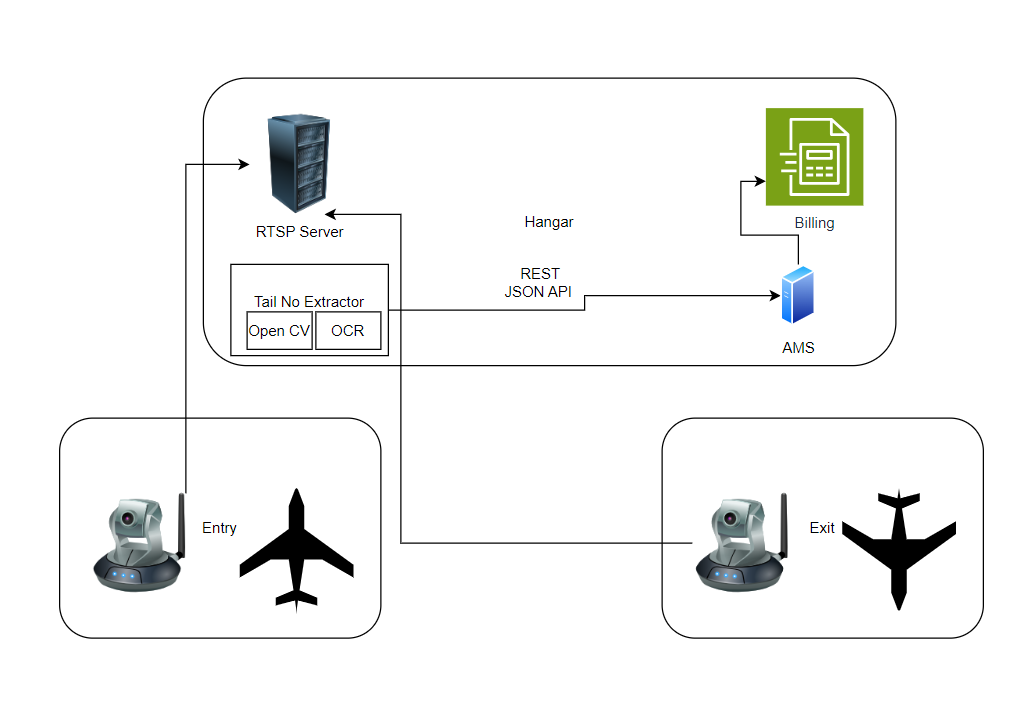 RTSP Server
Hangar
Billing
Tail No Extractor
Open CV
OCR
REST
JSON API
AMS
Entry
Exit